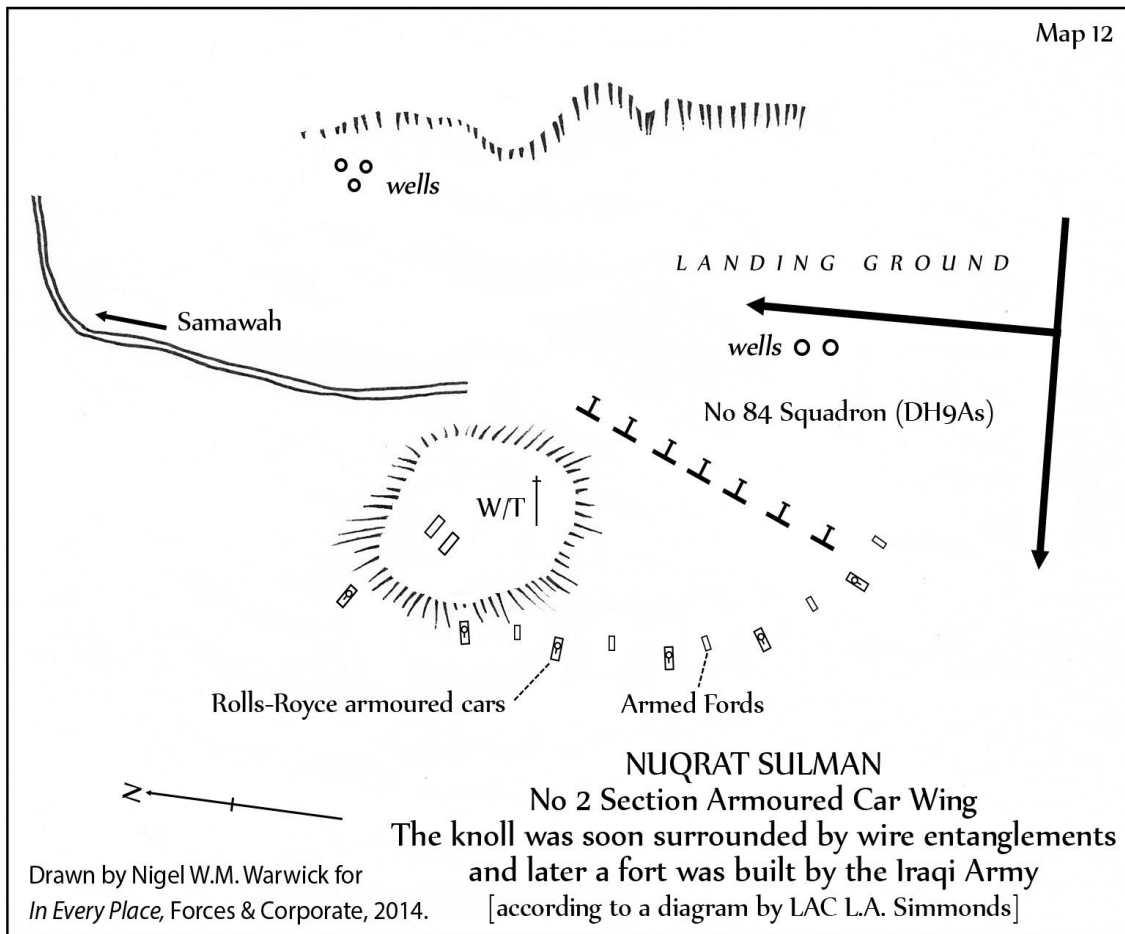 Map 12
wells
LANDING GROUND
Samawah
wells
No 84 Squadron (DH9As)
W/T
Rolls-Royce armoured cars
Armed Fords
N
NUQRAT SULMAN
No 2 Section Armoured Car Wing
The knoll was soon surrounded by wire entanglements
and later a fort was built by the Iraqi Army
[according to a diagram by LAC L.A. Simmonds]
Drawn by Nigel W.M. Warwick for
In Every Place, Forces & Corporate, 2014.